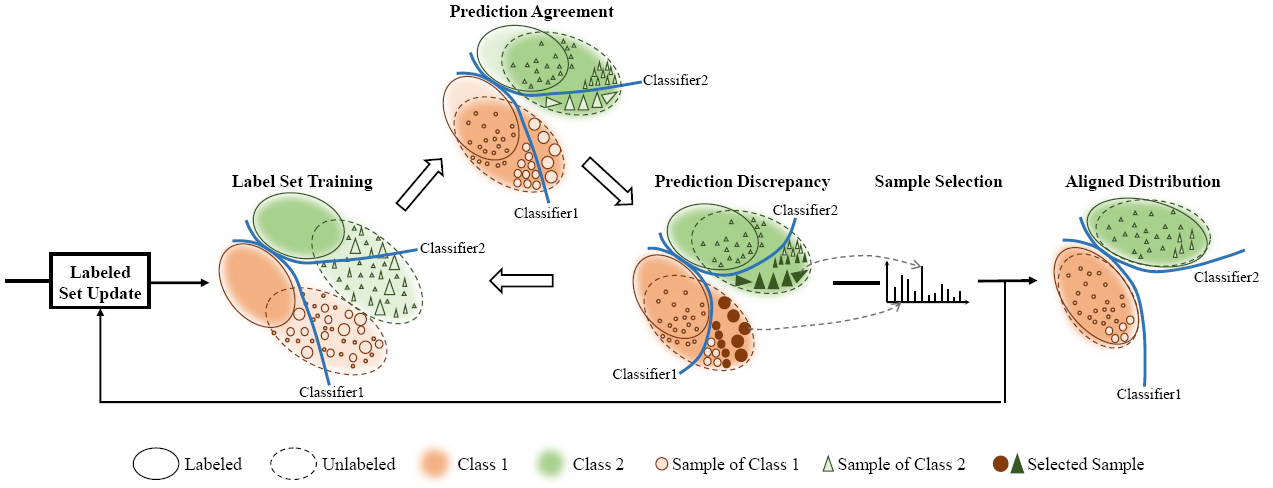 Prediction Agreement
Classifier2
Classifier1
Label Set Training
Prediction Discrepancy
Sample Selection
Aligned Distribution
Classifier2
Classifier2
Classifier2
Labeled
Set Update
Classifier1
Classifier1
Classifier1
Labeled
Unlabeled
Class 1
Class 2
Sample of Class 1
Sample of Class 2
Selected Sample